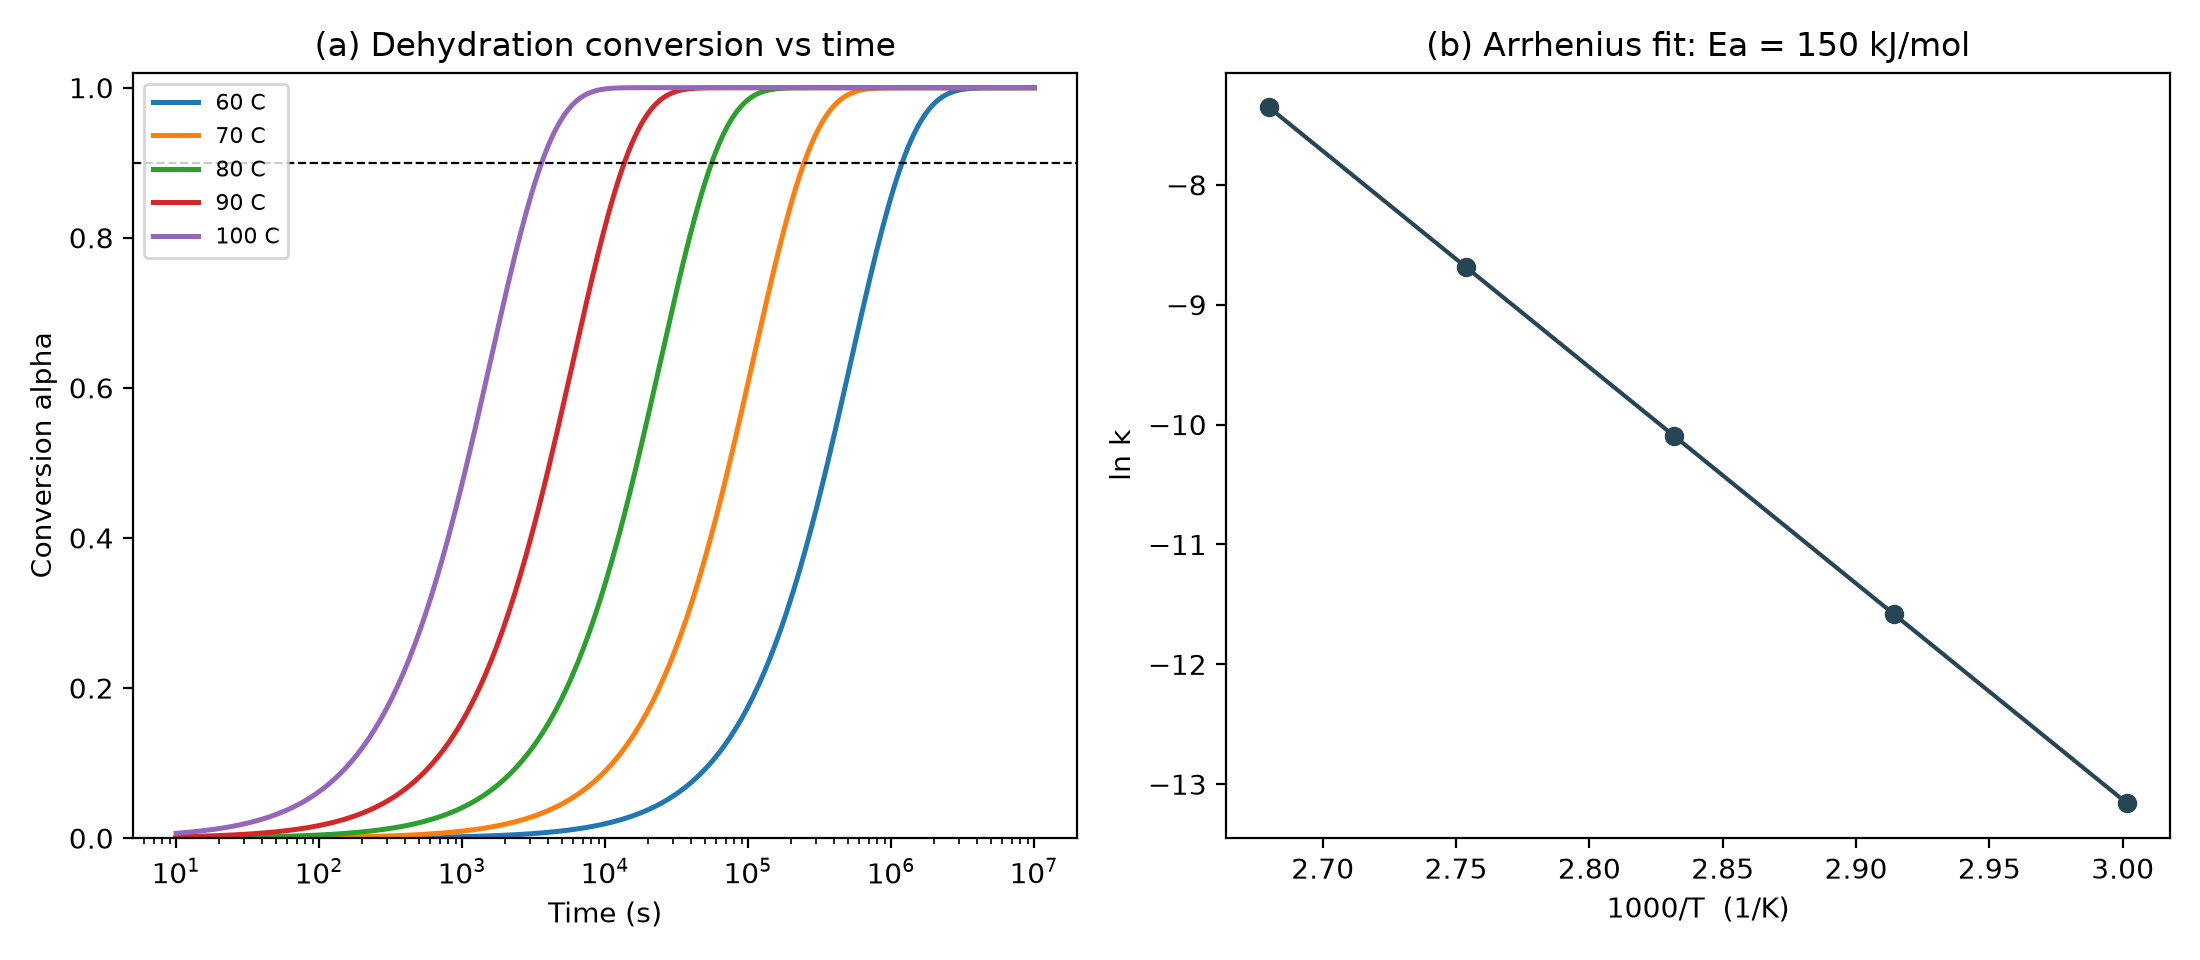 (a) Dehydration conversion vs time
60 C
70 C
80 C
90 C
100 C
1.0
0.8
0.6
0.4
0.2
0.0
Conversion alpha
10¹ 10² 10³ 10⁴ 10⁵ 10⁶ 10⁷
Time (s)
(b) Arrhenius fit: Ea = 150 kJ/mol
−8
−9
−10
−11
−12
−13
ln k
2.70 2.75 2.80 2.85 2.90 2.95 3.00
1000/T (1/K)